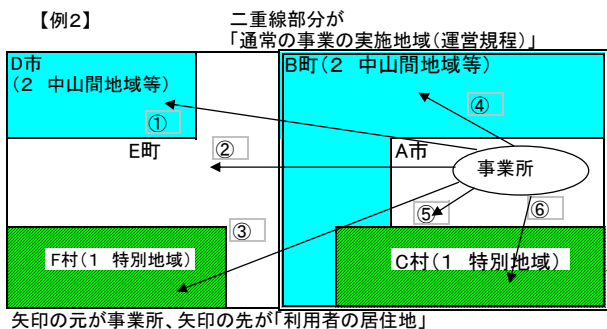 【例2】
二重線部分が
「通常の事業の実施地域(運営規程)」
D市
(2 中山間地域等)
B町(2 中山間地域等)
①
④
E町
②
A市
事業所
⑤
⑥
③
F村(1 特別地域)
C村(1 特別地域)
矢印の元が事業所、矢印の先が「利用者の居住地」